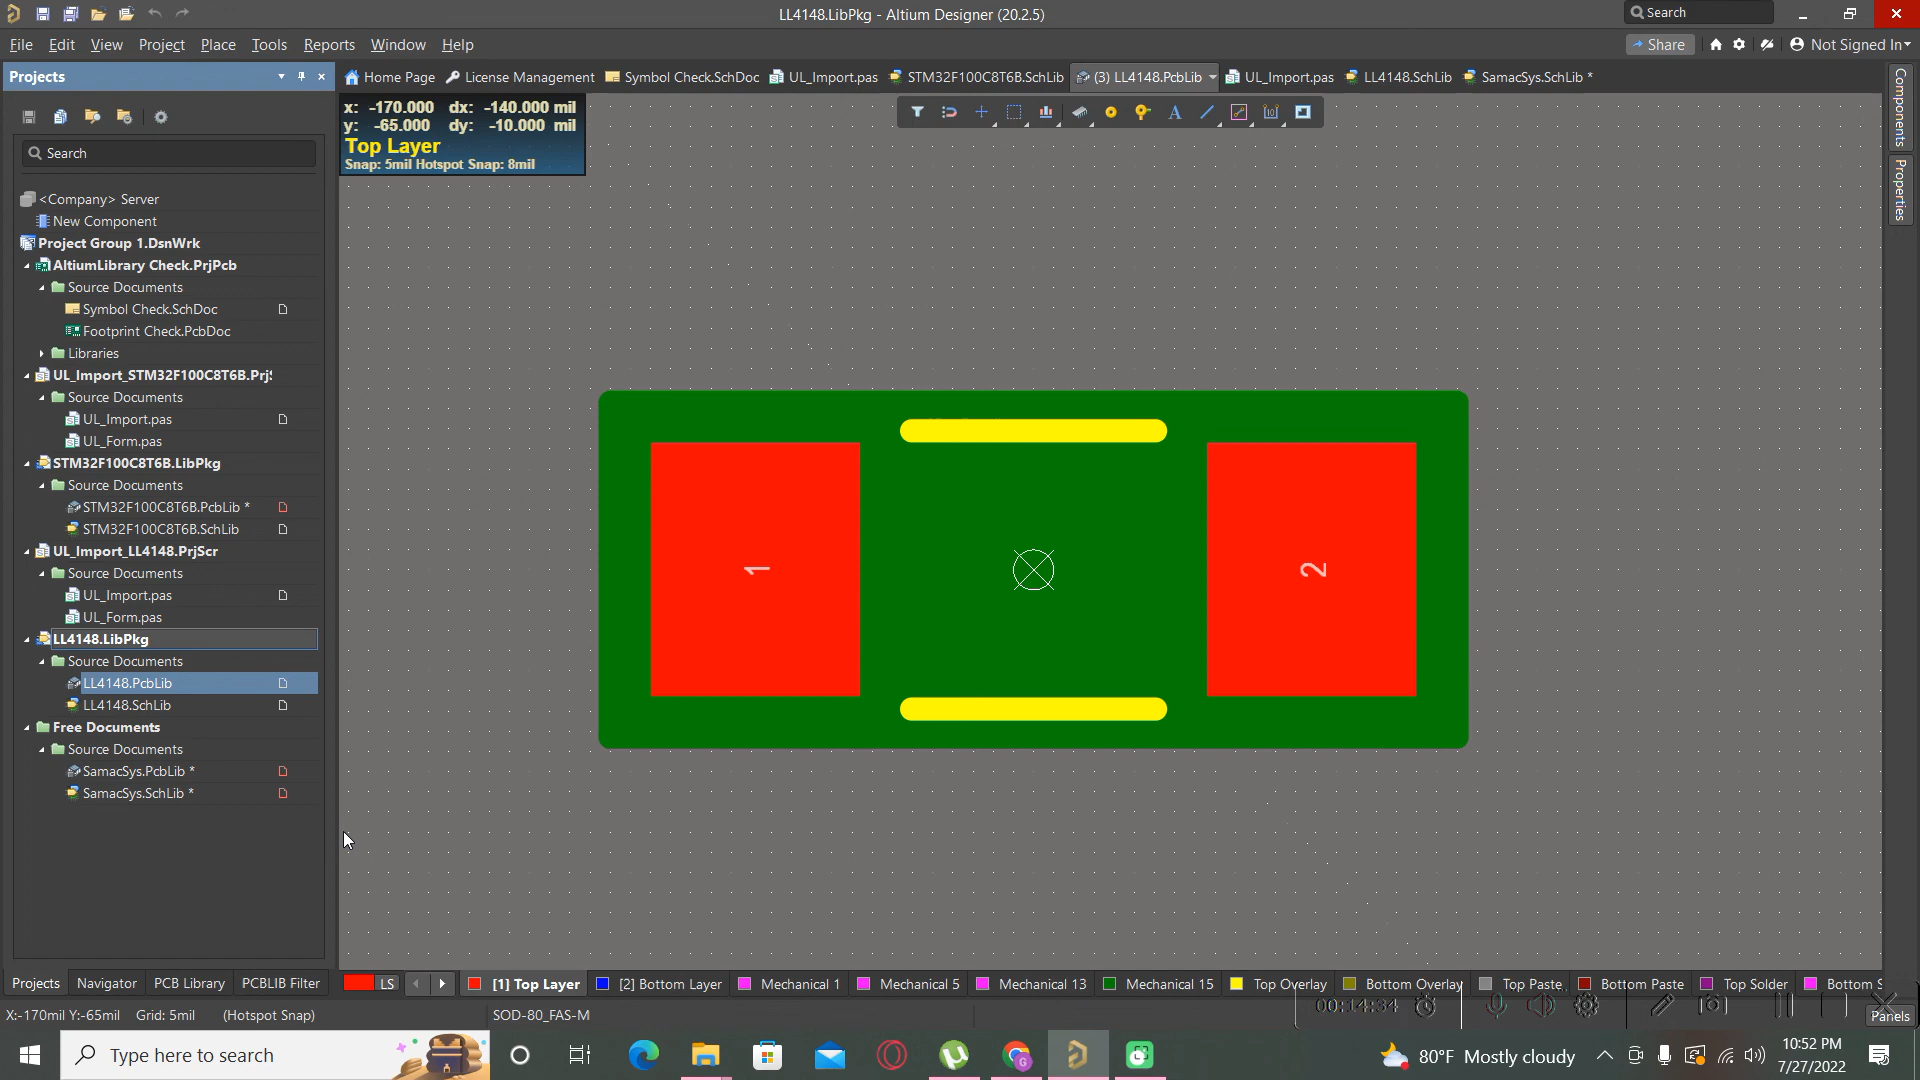 LL4148.LibPkg - Altium Designer (20.2.5)
Search
File Edit View Project Place Tools Reports Window Help
Share
Not Signed In
Projects
Home Page License Management Symbol Check.SchDoc UL_Import.pas STM32F100C8T6B.SchLib (3) LL4148.PcbLib UL_Import.pas LL4148.SchLib SamacSys.SchLib *
x: -170.000 dx: -140.000 mil
y: -65.000 dy: -10.000 mil
Top Layer
Snap: 5mil Hotspot Snap: 8mil
Components
Properties
Search
<Company> Server
New Component
Project Group 1.DsnWrk
AltiumLibrary Check.PrjPcb
Source Documents
Symbol Check.SchDoc
Footprint Check.PcbDoc
Libraries
UL_Import_STM32F100C8T6B.Prj
Source Documents
UL_Import.pas
UL_Form.pas
STM32F100C8T6B.LibPkg
Source Documents
STM32F100C8T6B.PcbLib *
STM32F100C8T6B.SchLib
UL_Import_LL4148.PrjScr
Source Documents
UL_Import.pas
UL_Form.pas
LL4148.LibPkg
Source Documents
LL4148.PcbLib
LL4148.SchLib
Free Documents
Source Documents
SamacSys.PcbLib *
SamacSys.SchLib *
1
2
Projects Navigator PCB Library PCBLIB Filter
LS [1] Top Layer [2] Bottom Layer Mechanical 1 Mechanical 5 Mechanical 13 Mechanical 15 Top Overlay Bottom Overlay Top Paste Bottom Paste Top Solder Bottom S
X:-170mil Y:-65mil Grid: 5mil (Hotspot Snap) SOD-80_FAS-M
00:14:34
Panels
Type here to search
80°F Mostly cloudy
10:52 PM
7/27/2022